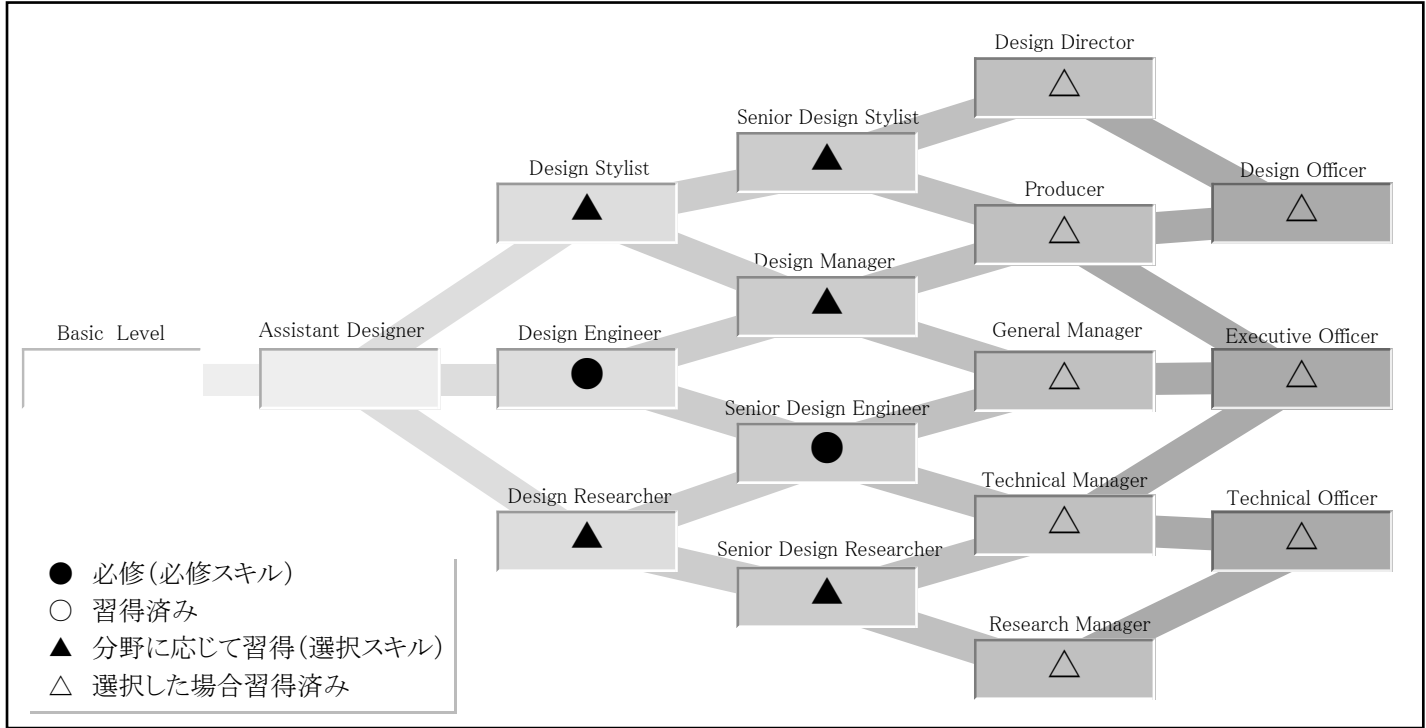 Design Director
△
Senior Design Stylist
▲
Design Stylist
▲
Producer
△
Design Officer
△
Design Manager
▲
Basic Level
Assistant Designer
Design Engineer
●
General Manager
△
Executive Officer
△
Senior Design Engineer
●
Design Researcher
▲
Technical Manager
△
Technical Officer
△
Senior Design Researcher
▲
Research Manager
△
● 必修(必修スキル)
○ 習得済み
▲ 分野に応じて習得(選択スキル)
△ 選択した場合習得済み